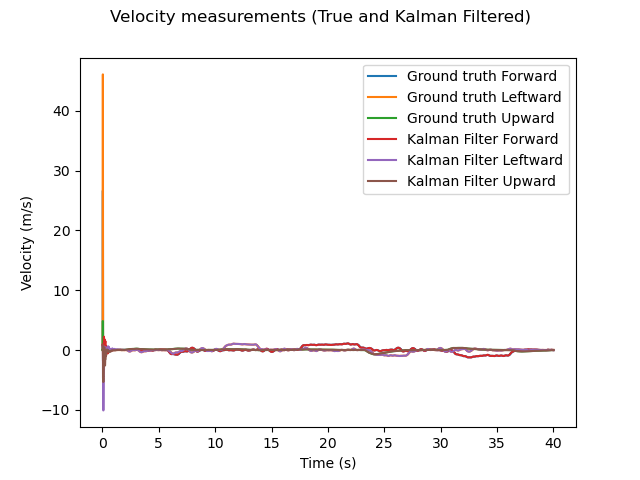 Velocity measurements (True and Kalman Filtered)
Ground truth Forward
Ground truth Leftward
Ground truth Upward
Kalman Filter Forward
Kalman Filter Leftward
Kalman Filter Upward
40
30
20
10
0
−10
Velocity (m/s)
0 5 10 15 20 25 30 35 40
Time (s)